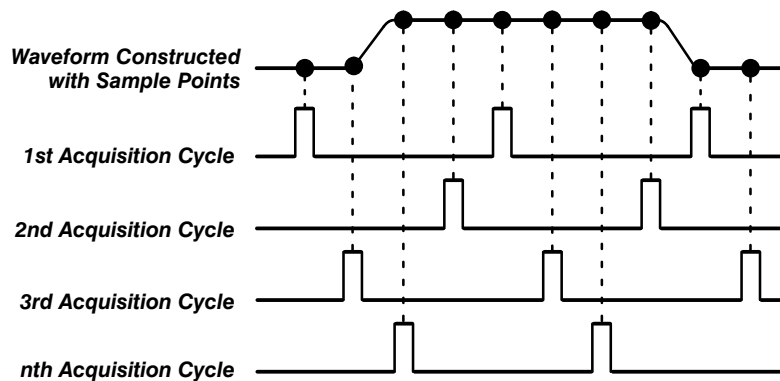 Waveform Constructed
with Sample Points
1st Acquisition Cycle
2nd Acquisition Cycle
3rd Acquisition Cycle
nth Acquisition Cycle